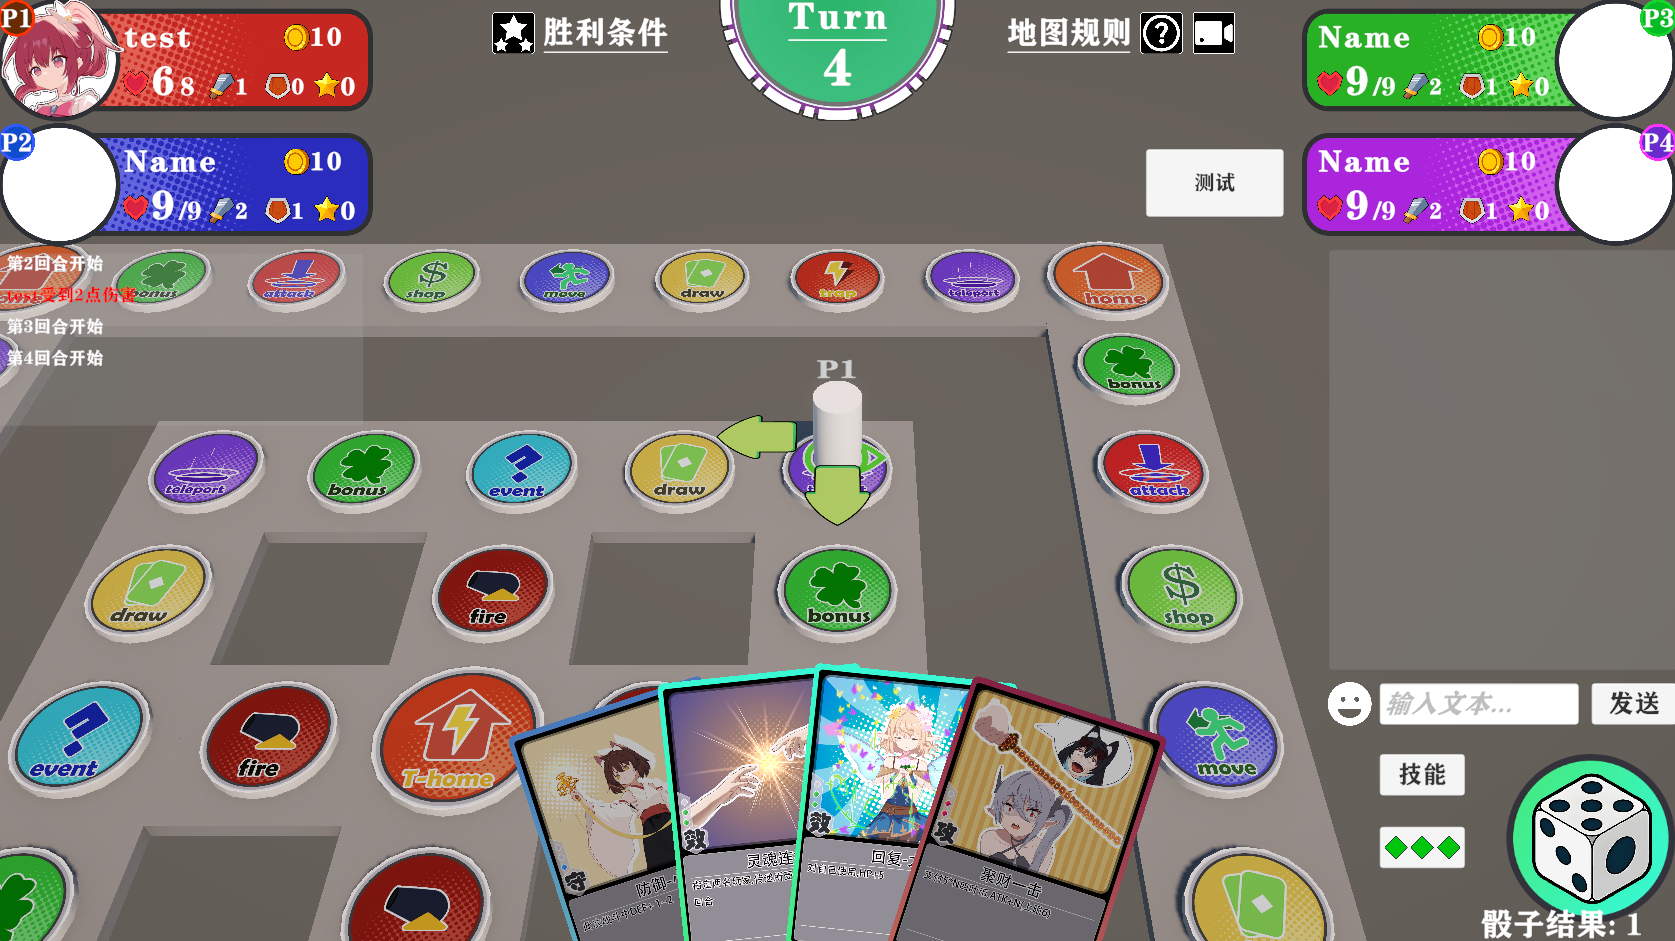 P1
test
10
6 8
1
0
0
胜利条件
Turn
4
地图规则
?
P3
Name
10
9/9
2
1
0
P2
Name
10
9/9
2
1
0
测试
P4
Name
10
9/9
2
1
0
第2回合开始
test受到2点伤害
第3回合开始
第4回合开始
bonus
attack
shop
move
draw
trap
teleport
home
bonus
P1
teleport
bonus
event
draw
attack
draw
fire
bonus
shop
event
fire
T-home
move
输入文本...
发送
技能
效
效
攻
守
防御
灵魂连
回复
聚财一击
骰子结果: 1